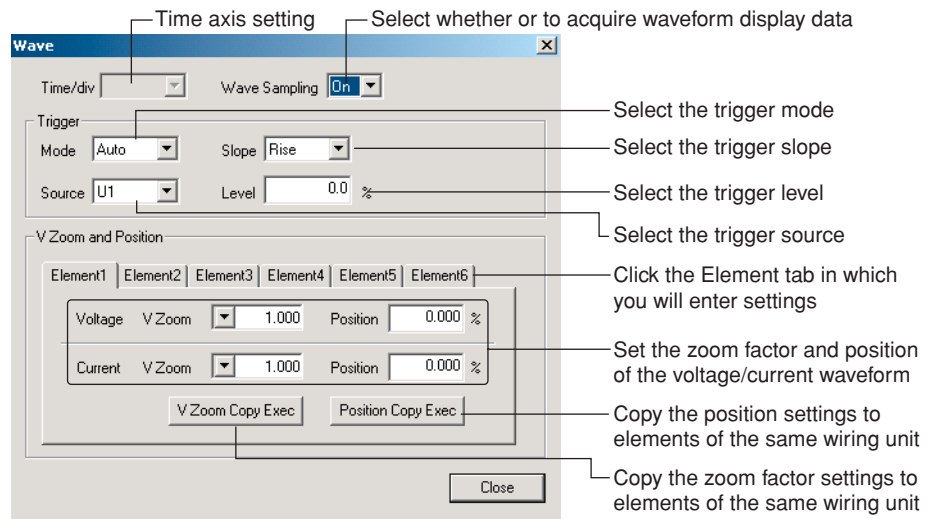 Time axis setting
Select whether or to acquire waveform display data
Wave
Time/div
Wave Sampling On
Trigger
Mode Auto
Slope Rise
Source U1
Level 0.0 %
Select the trigger mode
Select the trigger slope
Select the trigger level
Select the trigger source
V Zoom and Position
Element1 Element2 Element3 Element4 Element5 Element6
Click the Element tab in which
you will enter settings
Voltage V Zoom 1.000 Position 0.000 %
Current V Zoom 1.000 Position 0.000 %
Set the zoom factor and position
of the voltage/current waveform
V Zoom Copy Exec
Position Copy Exec
Copy the position settings to
elements of the same wiring unit
Close
Copy the zoom factor settings to
elements of the same wiring unit